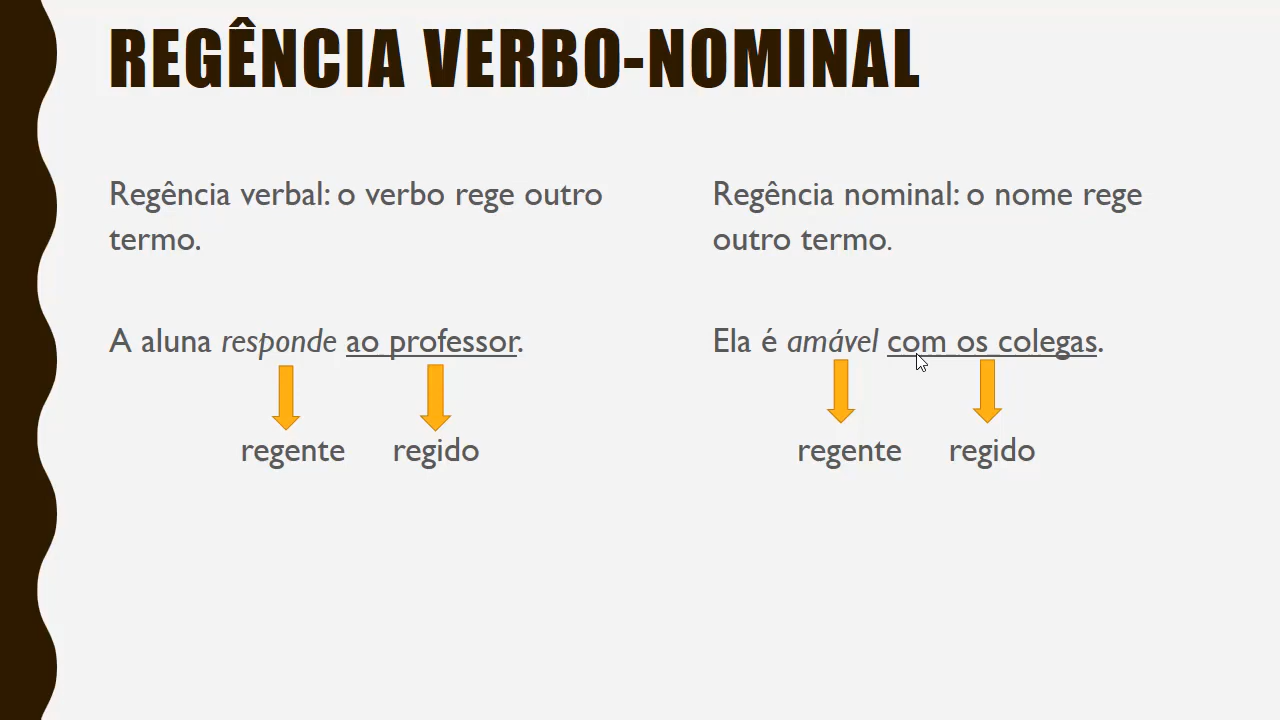 REGÊNCIA VERBO-NOMINAL
Regência verbal: o verbo rege outro
termo.
A aluna responde ao professor.
regente regido
Regência nominal: o nome rege
outro termo.
Ela é amável com os colegas.
regente regido